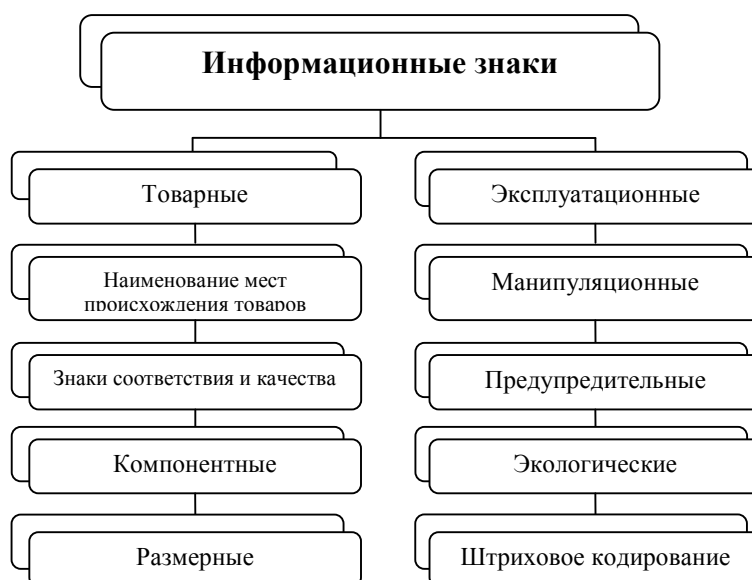 Информационные знаки
Товарные
Наименование мест
происхождения товаров
Знаки соответствия и качества
Компонентные
Размерные
Эксплуатационные
Манипуляционные
Предупредительные
Экологические
Штриховое кодирование